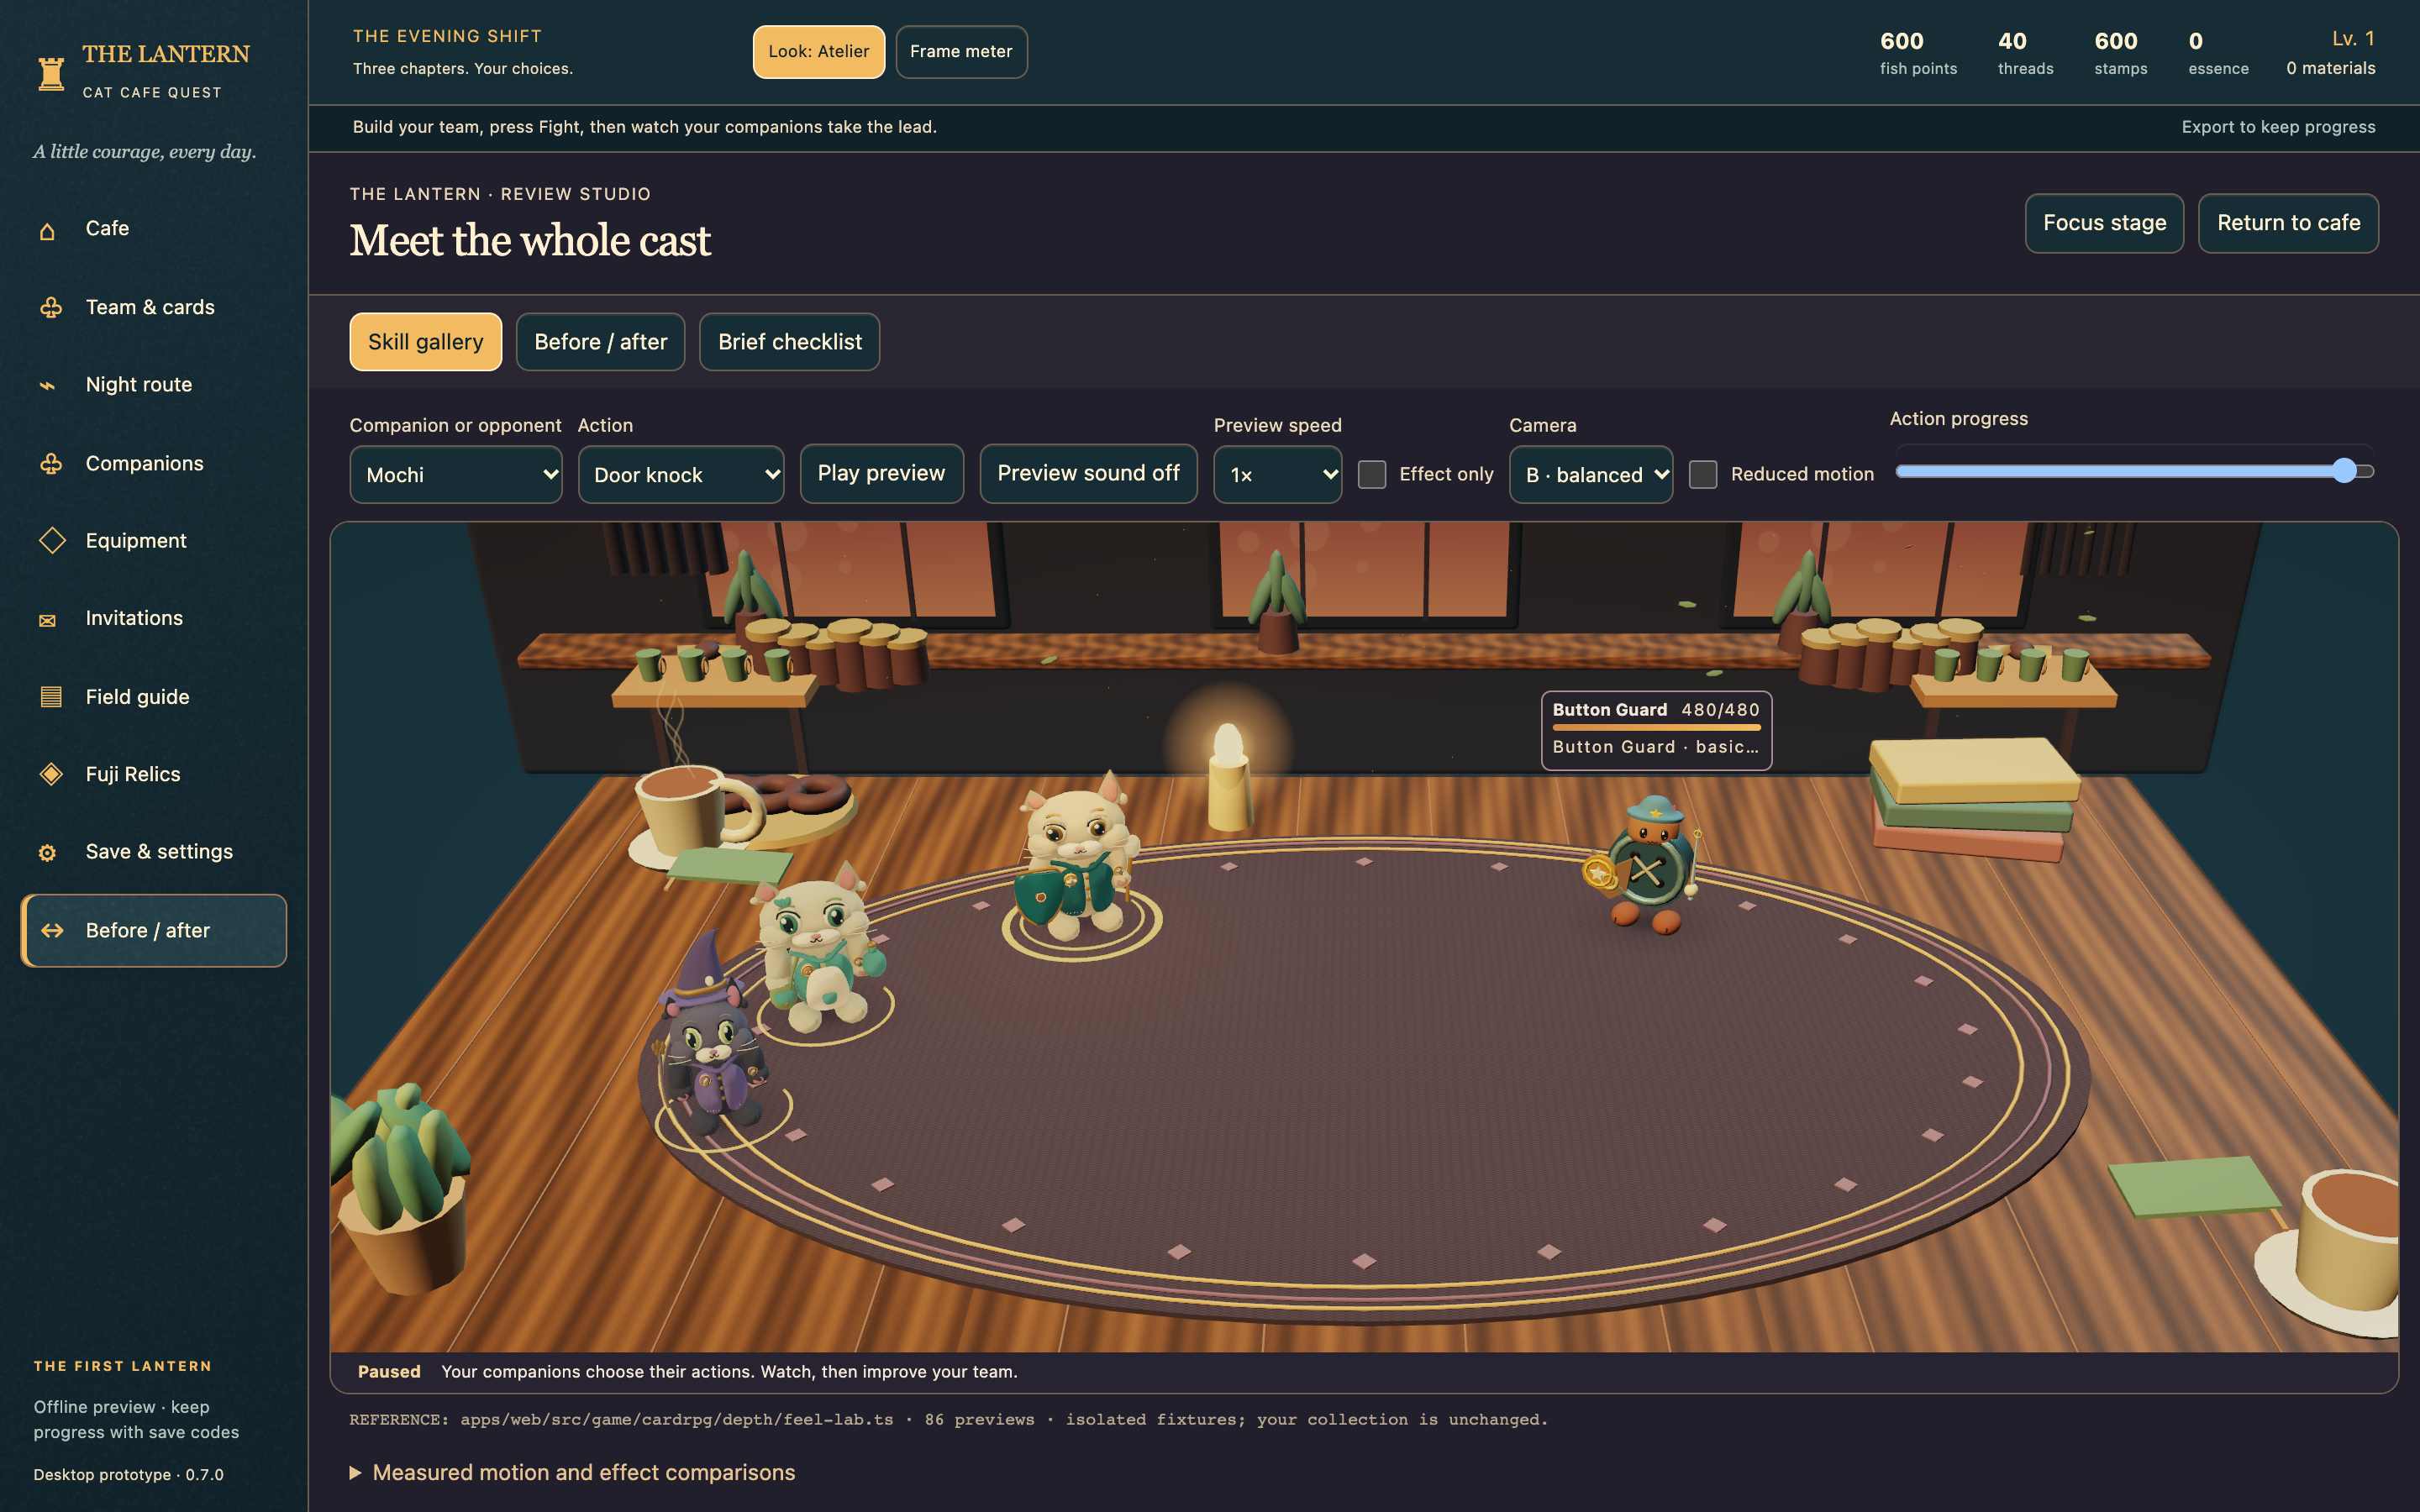 THE LANTERN
CAT CAFE QUEST
A little courage, every day.
Cafe
Team & cards
Night route
Companions
Equipment
Invitations
Field guide
Fuji Relics
Save & settings
Before / after
THE FIRST LANTERN
Offline preview · keep
progress with save codes
Desktop prototype · 0.7.0
THE EVENING SHIFT
Three chapters. Your choices.
Look: Atelier
Frame meter
600
fish points
40
threads
600
stamps
0
essence
Lv. 1
0 materials
Build your team, press Fight, then watch your companions take the lead.
Export to keep progress
THE LANTERN · REVIEW STUDIO
Meet the whole cast
Focus stage
Return to cafe
Skill gallery
Before / after
Brief checklist
Companion or opponent
Mochi
Action
Door knock
Play preview
Preview sound off
Preview speed
1×
Effect only
Camera
B · balanced
Reduced motion
Action progress
Button Guard 480/480
Button Guard · basic…
Paused Your companions choose their actions. Watch, then improve your team.
REFERENCE: apps/web/src/game/cardrpg/depth/feel-lab.ts · 86 previews · isolated fixtures; your collection is unchanged.
Measured motion and effect comparisons